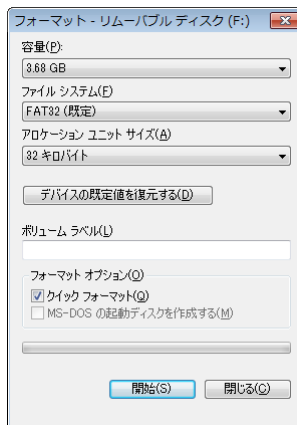 フォーマット - リムーバブル ディスク (F:)
容量(P):
3.68 GB
ファイル システム(F)
FAT32 (既定)
アロケーション ユニット サイズ(A)
32 キロバイト
デバイスの既定値を復元する(D)
ボリューム ラベル(L)
フォーマット オプション(O)
クイック フォーマット(Q)
MS-DOS の起動ディスクを作成する(M)
開始(S)
閉じる(C)